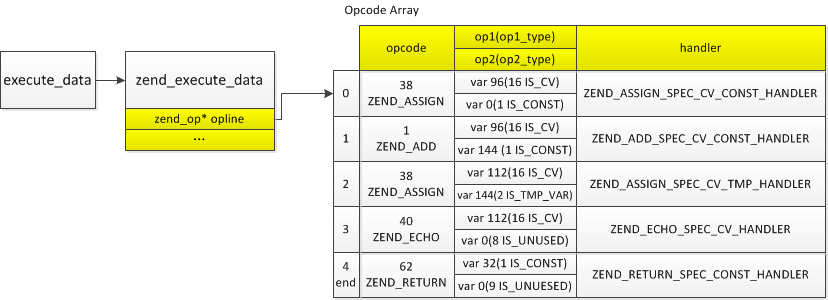 Opcode Array
opcode
op1(op1_type)
op2(op2_type)
handler
execute_data
zend_execute_data
zend_op* opline
...
0
38
ZEND_ASSIGN
var 96(16 IS_CV)
var 0(1 IS_CONST)
ZEND_ASSIGN_SPEC_CV_CONST_HANDLER
1
1
ZEND_ADD
var 96(16 IS_CV)
var 144 (1 IS_CONST)
ZEND_ADD_SPEC_CV_CONST_HANDLER
2
38
ZEND_ASSIGN
var 112(16 IS_CV)
var 144(2 IS_TMP_VAR)
ZEND_ASSIGN_SPEC_CV_TMP_HANDLER
3
40
ZEND_ECHO
var 112(16 IS_CV)
var 0(8 IS_UNUSED)
ZEND_ECHO_SPEC_CV_HANDLER
4
end
62
ZEND_RETURN
var 32(1 IS_CONST)
var 0(9 IS_UNUESED)
ZEND_RETURN_SPEC_CONST_HANDLER